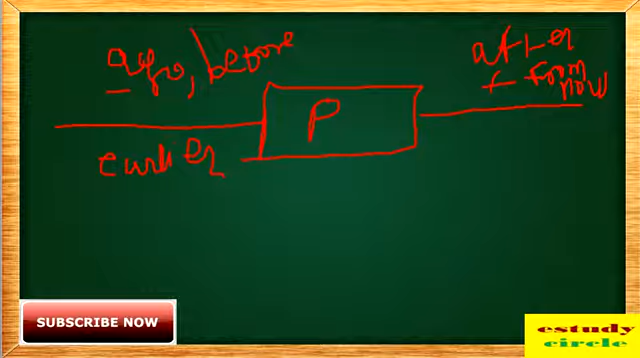 ago, before
after
from
now
P
earlier
SUBSCRIBE NOW
estudy
circle